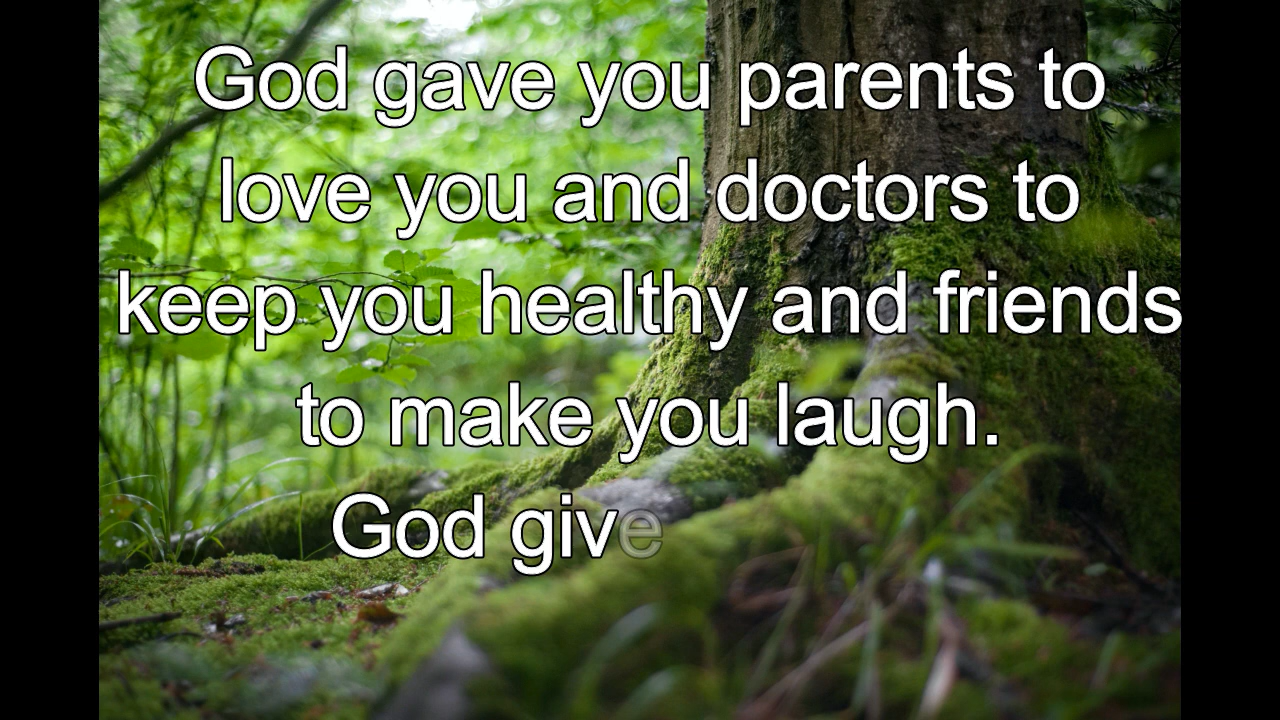 God gave you parents to
love you and doctors to
keep you healthy and friends
to make you laugh.
God give